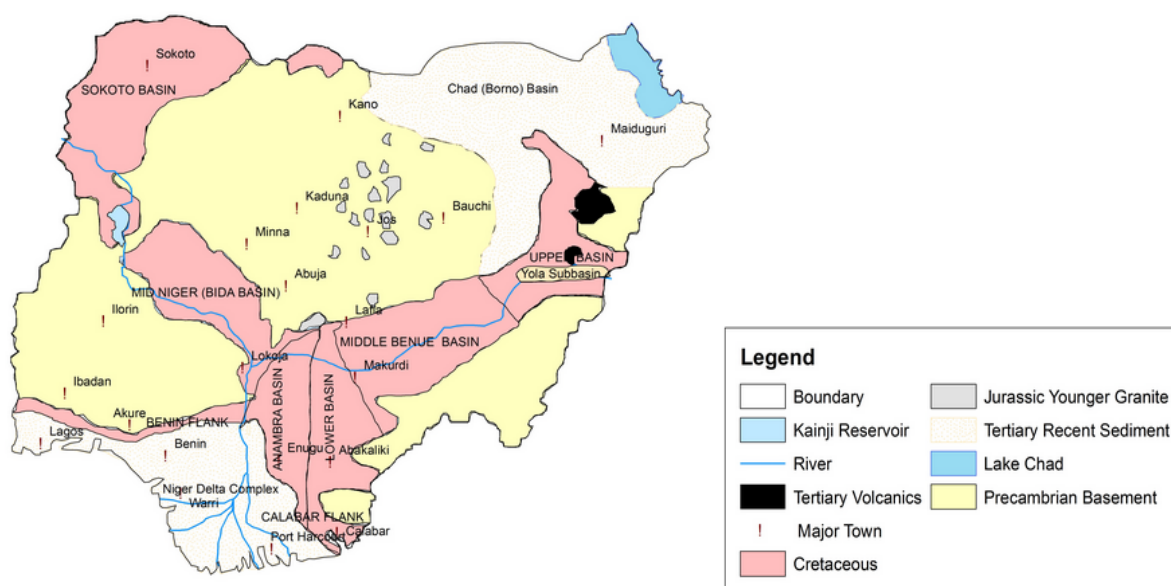 Sokoto
SOKOTO BASIN
Kano
Chad (Borno) Basin
Maiduguri
Kaduna
Jos
Bauchi
Minna
Abuja
UPPER BASIN
Yola Subbasin
MID NIGER (BIDA BASIN)
Ilorin
Lafia
MIDDLE BENUE BASIN
Lokoja
Makurdi
Ibadan
Akure
BENIN FLANK
Lagos
Benin
ANAMBRA BASIN
LOWER BASIN
Enugu
Abakaliki
Niger Delta Complex
Warri
CALABAR FLANK
Calabar
Port Harcourt
Legend
Boundary
Kainji Reservoir
River
Tertiary Volcanics
Major Town
Cretaceous
Jurassic Younger Granite
Tertiary Recent Sediment
Lake Chad
Precambrian Basement